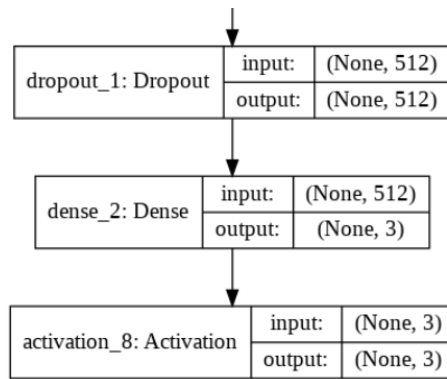 dropout_1: Dropout
input: (None, 512)
output: (None, 512)
dense_2: Dense
input: (None, 512)
output: (None, 3)
activation_8: Activation
input: (None, 3)
output: (None, 3)